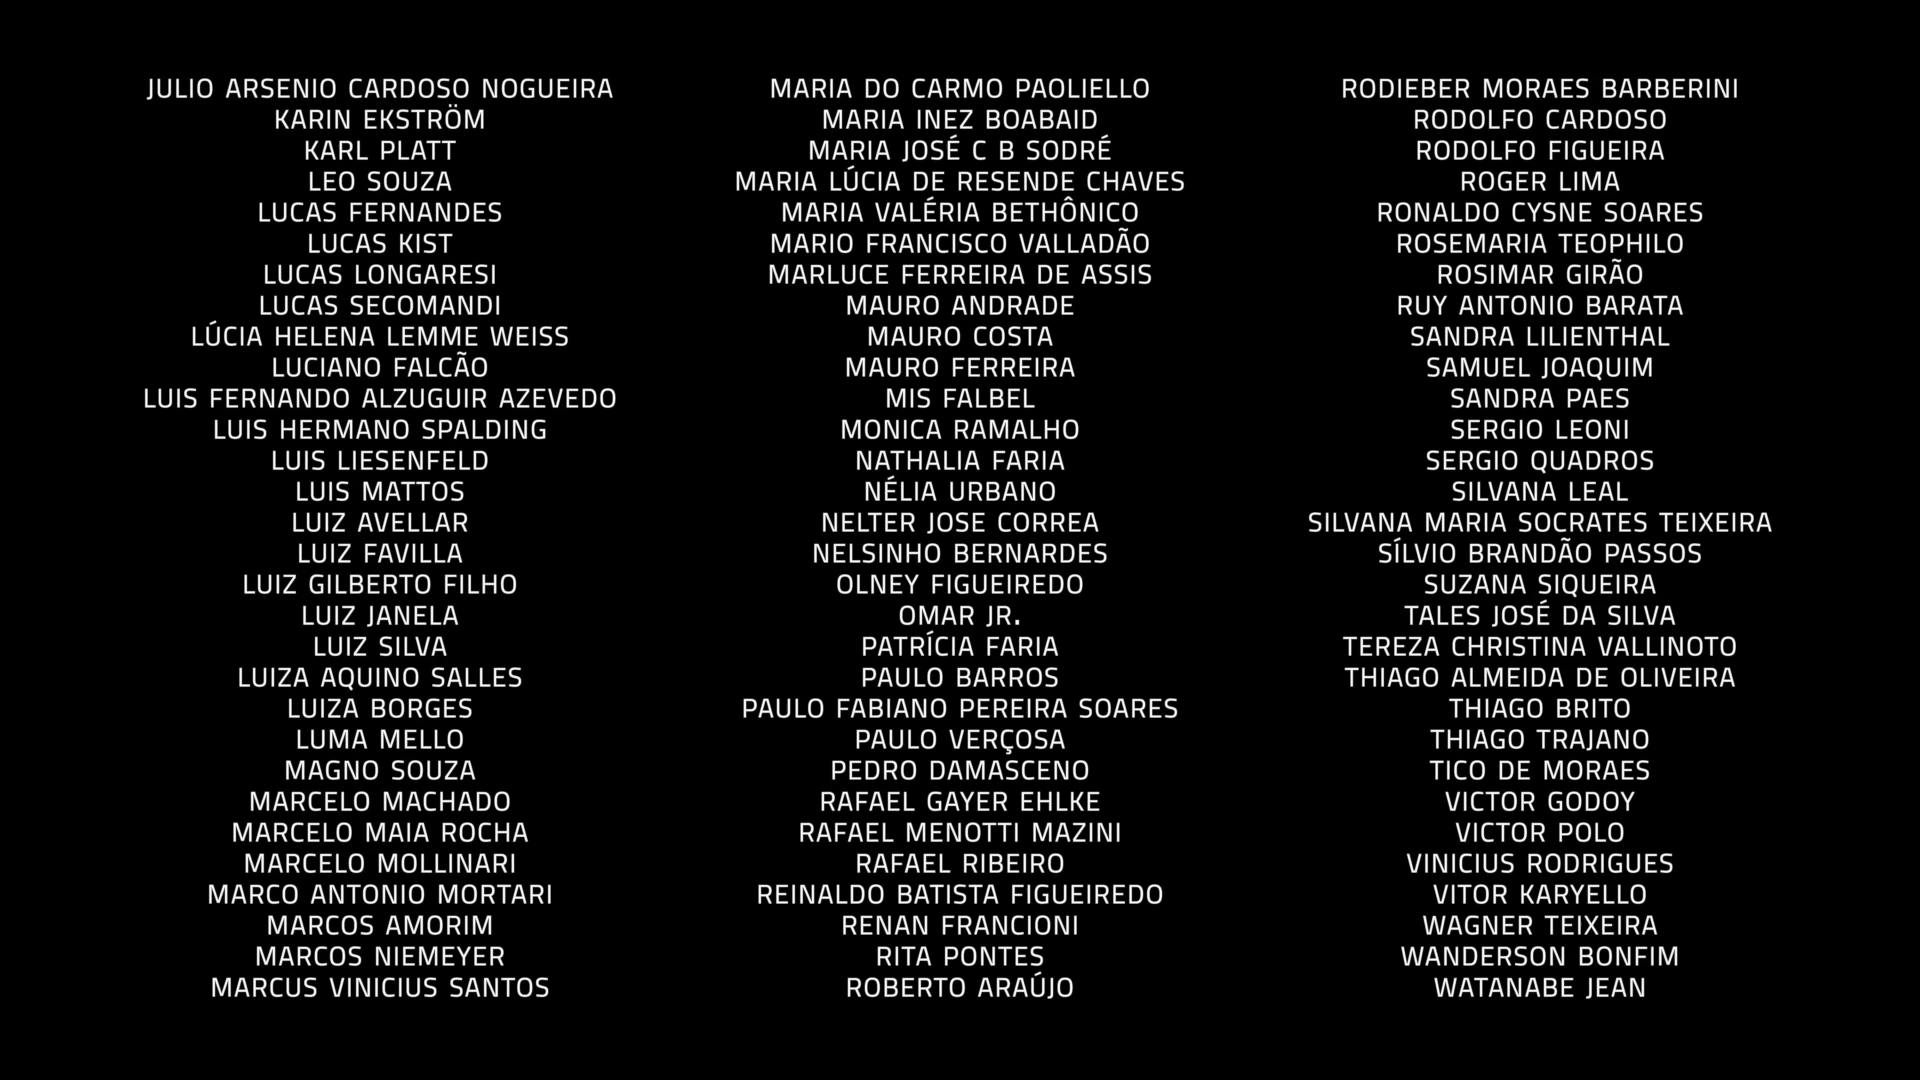 JULIO ARSENIO CARDOSO NOGUEIRA
KARIN EKSTRÖM
KARL PLATT
LEO SOUZA
LUCAS FERNANDES
LUCAS KIST
LUCAS LONGARESI
LUCAS SECOMANDI
LÚCIA HELENA LEMME WEISS
LUCIANO FALCÃO
LUIS FERNANDO ALZUGUIR AZEVEDO
LUIS HERMANO SPALDING
LUIS LIESENFELD
LUIS MATTOS
LUIZ AVELLAR
LUIZ FAVILLA
LUIZ GILBERTO FILHO
LUIZ JANELA
LUIZ SILVA
LUIZA AQUINO SALLES
LUIZA BORGES
LUMA MELLO
MAGNO SOUZA
MARCELO MACHADO
MARCELO MAIA ROCHA
MARCELO MOLLINARI
MARCO ANTONIO MORTARI
MARCOS AMORIM
MARCOS NIEMEYER
MARCUS VINICIUS SANTOS
MARIA DO CARMO PAOLIELLO
MARIA INEZ BOABAID
MARIA JOSÉ C B SODRÉ
MARIA LÚCIA DE RESENDE CHAVES
MARIA VALÉRIA BETHÔNICO
MARIO FRANCISCO VALLADÃO
MARLUCE FERREIRA DE ASSIS
MAURO ANDRADE
MAURO COSTA
MAURO FERREIRA
MIS FALBEL
MONICA RAMALHO
NATHALIA FARIA
NÉLIA URBANO
NELTER JOSE CORREA
NELSINHO BERNARDES
OLNEY FIGUEIREDO
OMAR JR.
PATRÍCIA FARIA
PAULO BARROS
PAULO FABIANO PEREIRA SOARES
PAULO VERÇOSA
PEDRO DAMASCENO
RAFAEL GAYER EHLKE
RAFAEL MENOTTI MAZINI
RAFAEL RIBEIRO
REINALDO BATISTA FIGUEIREDO
RENAN FRANCIONI
RITA PONTES
ROBERTO ARAÚJO
RODIEBER MORAES BARBERINI
RODOLFO CARDOSO
RODOLFO FIGUEIRA
ROGER LIMA
RONALDO CYSNE SOARES
ROSEMARIA TEOPHILO
ROSIMAR GIRÃO
RUY ANTONIO BARATA
SANDRA LILIENTHAL
SAMUEL JOAQUIM
SANDRA PAES
SERGIO LEONI
SERGIO QUADROS
SILVANA LEAL
SILVANA MARIA SOCRATES TEIXEIRA
SÍLVIO BRANDÃO PASSOS
SUZANA SIQUEIRA
TALES JOSÉ DA SILVA
TEREZA CHRISTINA VALLINOTO
THIAGO ALMEIDA DE OLIVEIRA
THIAGO BRITO
THIAGO TRAJANO
TICO DE MORAES
VICTOR GODOY
VICTOR POLO
VINICIUS RODRIGUES
VITOR KARYELLO
WAGNER TEIXEIRA
WANDERSON BONFIM
WATANABE JEAN